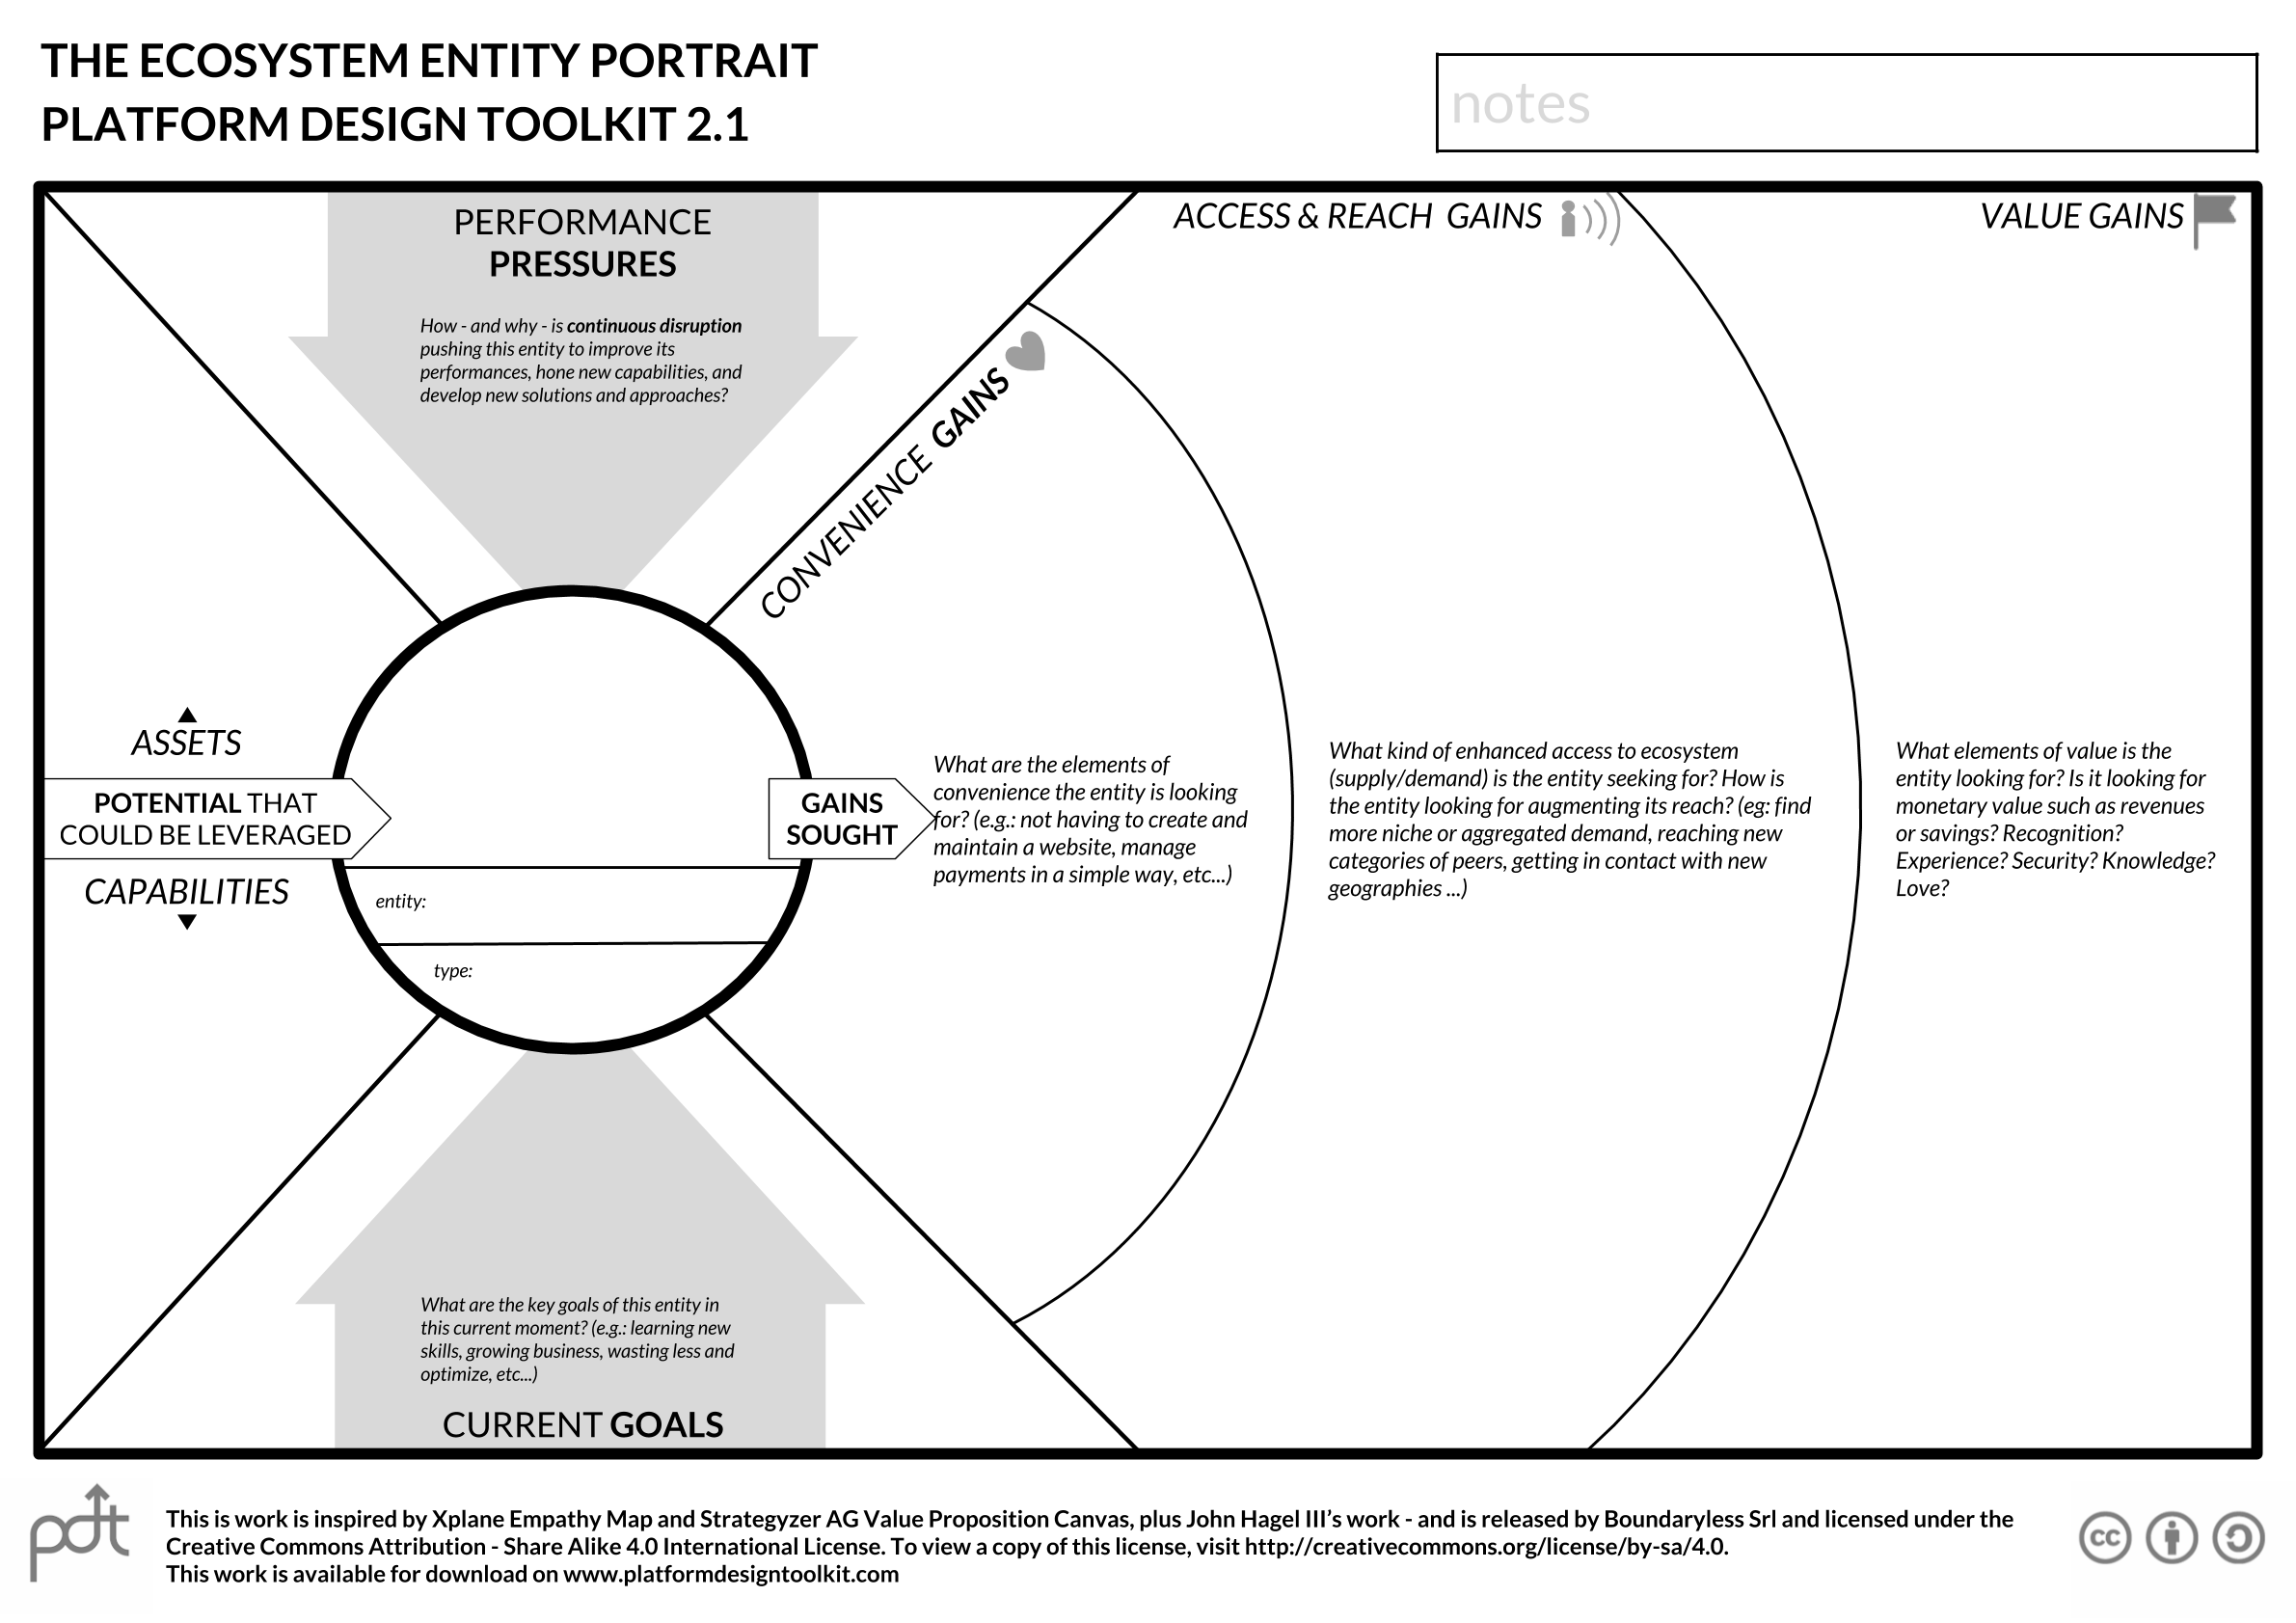 THE ECOSYSTEM ENTITY PORTRAIT
PLATFORM DESIGN TOOLKIT 2.1
notes
PERFORMANCE
PRESSURES
How - and why - is continuous disruption
pushing this entity to improve its
performances, hone new capabilities, and
develop new solutions and approaches?
CONVENIENCE GAINS
ACCESS & REACH GAINS
VALUE GAINS
ASSETS
POTENTIAL THAT
COULD BE LEVERAGED
CAPABILITIES
entity:
type:
GAINS
SOUGHT
What are the elements of
convenience the entity is looking
for? (e.g.: not having to create and
maintain a website, manage
payments in a simple way, etc...)
What kind of enhanced access to ecosystem
(supply/demand) is the entity seeking for? How is
the entity looking for augmenting its reach? (eg: find
more niche or aggregated demand, reaching new
categories of peers, getting in contact with new
geographies ...)
What elements of value is the
entity looking for? Is it looking for
monetary value such as revenues
or savings? Recognition?
Experience? Security? Knowledge?
Love?
What are the key goals of this entity in
this current moment? (e.g.: learning new
skills, growing business, wasting less and
optimize, etc...)
CURRENT GOALS
pdt
This is work is inspired by Xplane Empathy Map and Strategyzer AG Value Proposition Canvas, plus John Hagel III's work - and is released by Boundaryless Srl and licensed under the
Creative Commons Attribution - Share Alike 4.0 International License. To view a copy of this license, visit http://creativecommons.org/license/by-sa/4.0.
This work is available for download on www.platformdesigntoolkit.com
cc